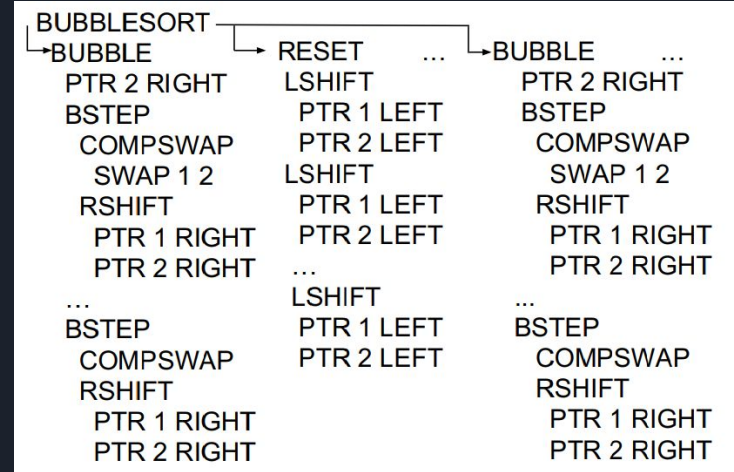 BUBBLESORT
BUBBLE
PTR 2 RIGHT
BSTEP
COMPSWAP
SWAP 1 2
RSHIFT
PTR 1 RIGHT
PTR 2 RIGHT
...
BSTEP
COMPSWAP
RSHIFT
PTR 1 RIGHT
PTR 2 RIGHT
RESET ...
LSHIFT
PTR 1 LEFT
PTR 2 LEFT
LSHIFT
PTR 1 LEFT
PTR 2 LEFT
...
LSHIFT
PTR 1 LEFT
PTR 2 LEFT
BUBBLE ...
PTR 2 RIGHT
BSTEP
COMPSWAP
SWAP 1 2
RSHIFT
PTR 1 RIGHT
PTR 2 RIGHT
...
BSTEP
COMPSWAP
RSHIFT
PTR 1 RIGHT
PTR 2 RIGHT